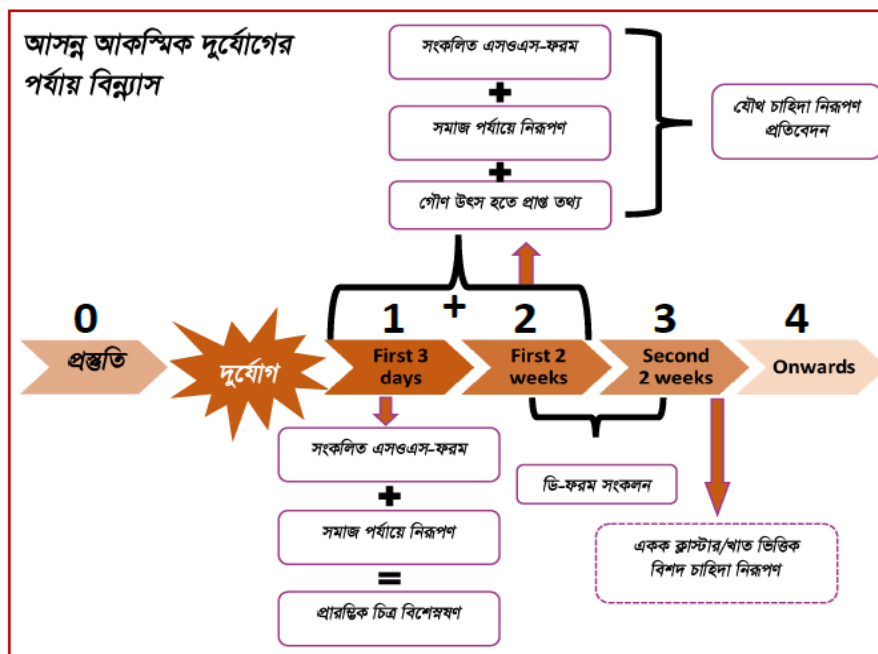 আসন্ন আকস্মিক দুর্যোগের
পর্যায় বিন্ন্যাস
সংকলিত এসওএস-ফরম
+
সমাজ পর্যায়ে নিরূপণ
+
গৌণ উৎস হতে প্রাপ্ত তথ্য
যৌথ চাহিদা নিরূপণ
প্রতিবেদন
0
1
+
2
3
4
প্রস্তুতি
দুর্যোগ
First 3
days
First 2
weeks
Second
2 weeks
Onwards
সংকলিত এসওএস-ফরম
+
সমাজ পর্যায়ে নিরূপণ
=
প্রারম্ভিক চিত্র বিশেস্নষণ
ডি-ফরম সংকলন
একক ক্লাস্টার/খাত ভিত্তিক
বিশদ চাহিদা নিরূপণ